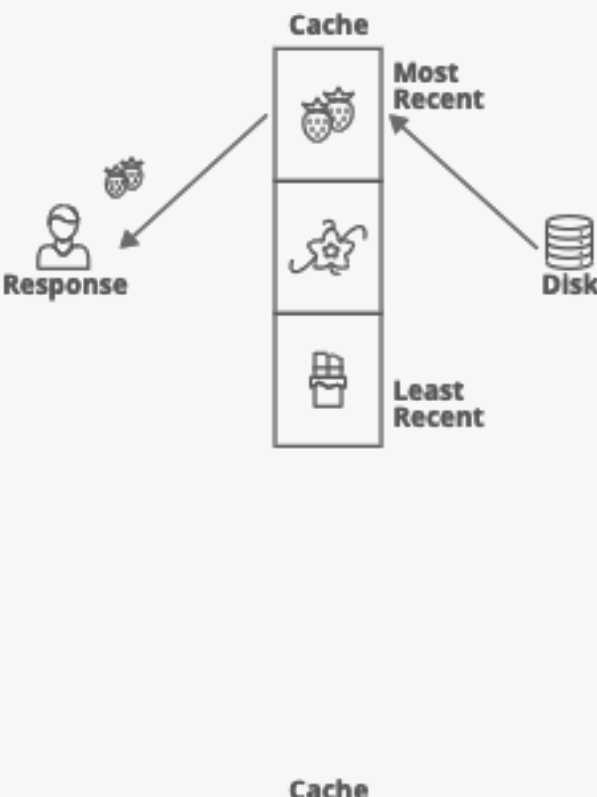 Cache
Most
Recent
Response
Disk
Least
Recent
Cache